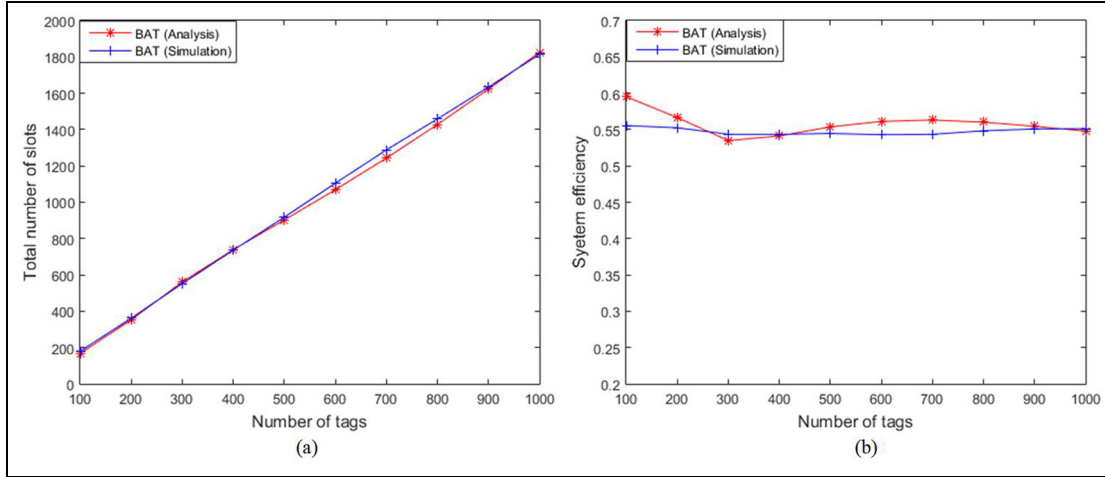 2000
1800
1600
1400
1200
1000
800
600
400
200
0
Total number of slots
BAT (Analysis)
BAT (Simulation)
100 200 300 400 500 600 700 800 900 1000
Number of tags
(a)
0.7
0.65
0.6
0.55
0.5
0.45
0.4
0.35
0.3
0.25
0.2
Syetem efficiency
BAT (Analysis)
BAT (Simulation)
100 200 300 400 500 600 700 800 900 1000
Number of tags
(b)